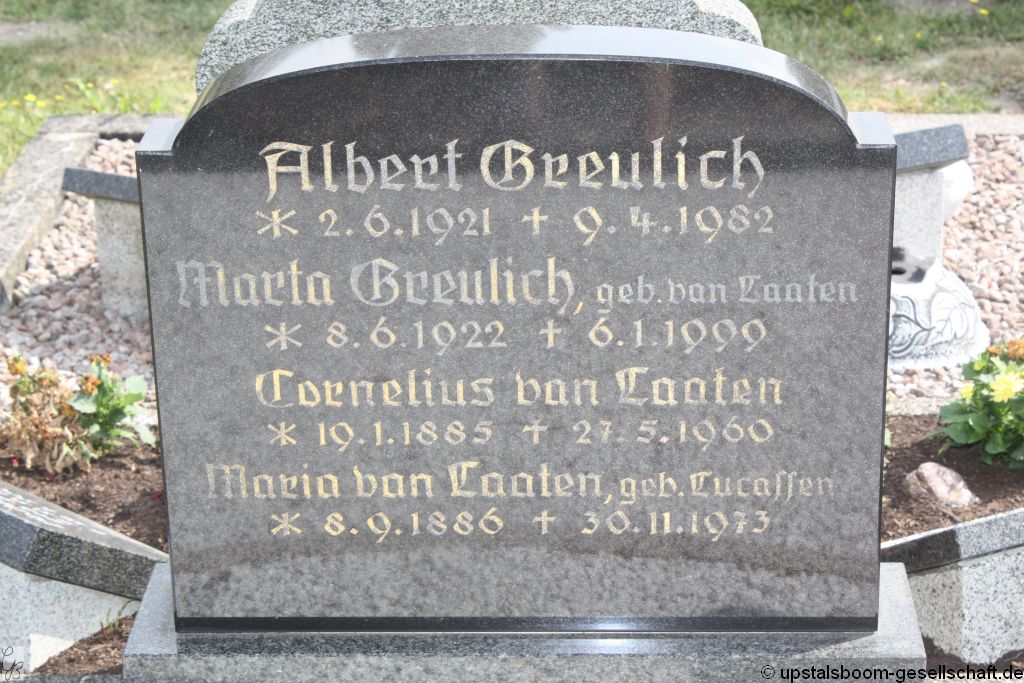 Albert Greulich
* 2.6.1921 ✝ 9.4.1982
Marta Greulich, geb. van Laaten
* 8.6.1922 ✝ 6.1.1999
Cornelius van Laaten
* 19.1.1885 ✝ 27.5.1960
Maria van Laaten, geb. Lucassen
* 8.9.1886 ✝ 30.11.1973
© upstalsboom-gesellschaft.de